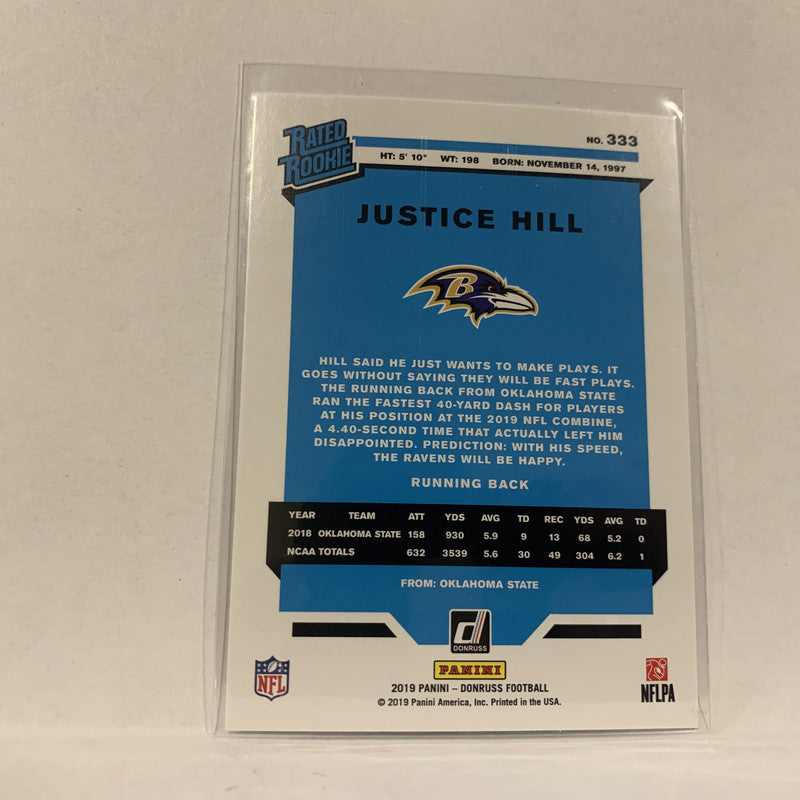 RATED
ROOKIE
NO. 333
HT: 5' 10" WT: 198 BORN: NOVEMBER 14, 1997
JUSTICE HILL
B
HILL SAID HE JUST WANTS TO MAKE PLAYS. IT
GOES WITHOUT SAYING THEY WILL BE FAST PLAYS.
THE RUNNING BACK FROM OKLAHOMA STATE
RAN THE FASTEST 40-YARD DASH FOR PLAYERS
AT HIS POSITION AT THE 2019 NFL COMBINE,
A 4.40-SECOND TIME THAT ACTUALLY LEFT HIM
DISAPPOINTED. PREDICTION: WITH HIS SPEED,
THE RAVENS WILL BE HAPPY.
RUNNING BACK
YEAR TEAM ATT YDS AVG TD REC YDS AVG TD
2018 OKLAHOMA STATE 158 930 5.9 9 13 68 5.2 0
NCAA TOTALS 632 3539 5.6 30 49 304 6.2 1
FROM: OKLAHOMA STATE
d
DONRUSS
PANINI
NFL
NFLPA
2019 PANINI – DONRUSS FOOTBALL
© 2019 Panini America, Inc. Printed in the USA.